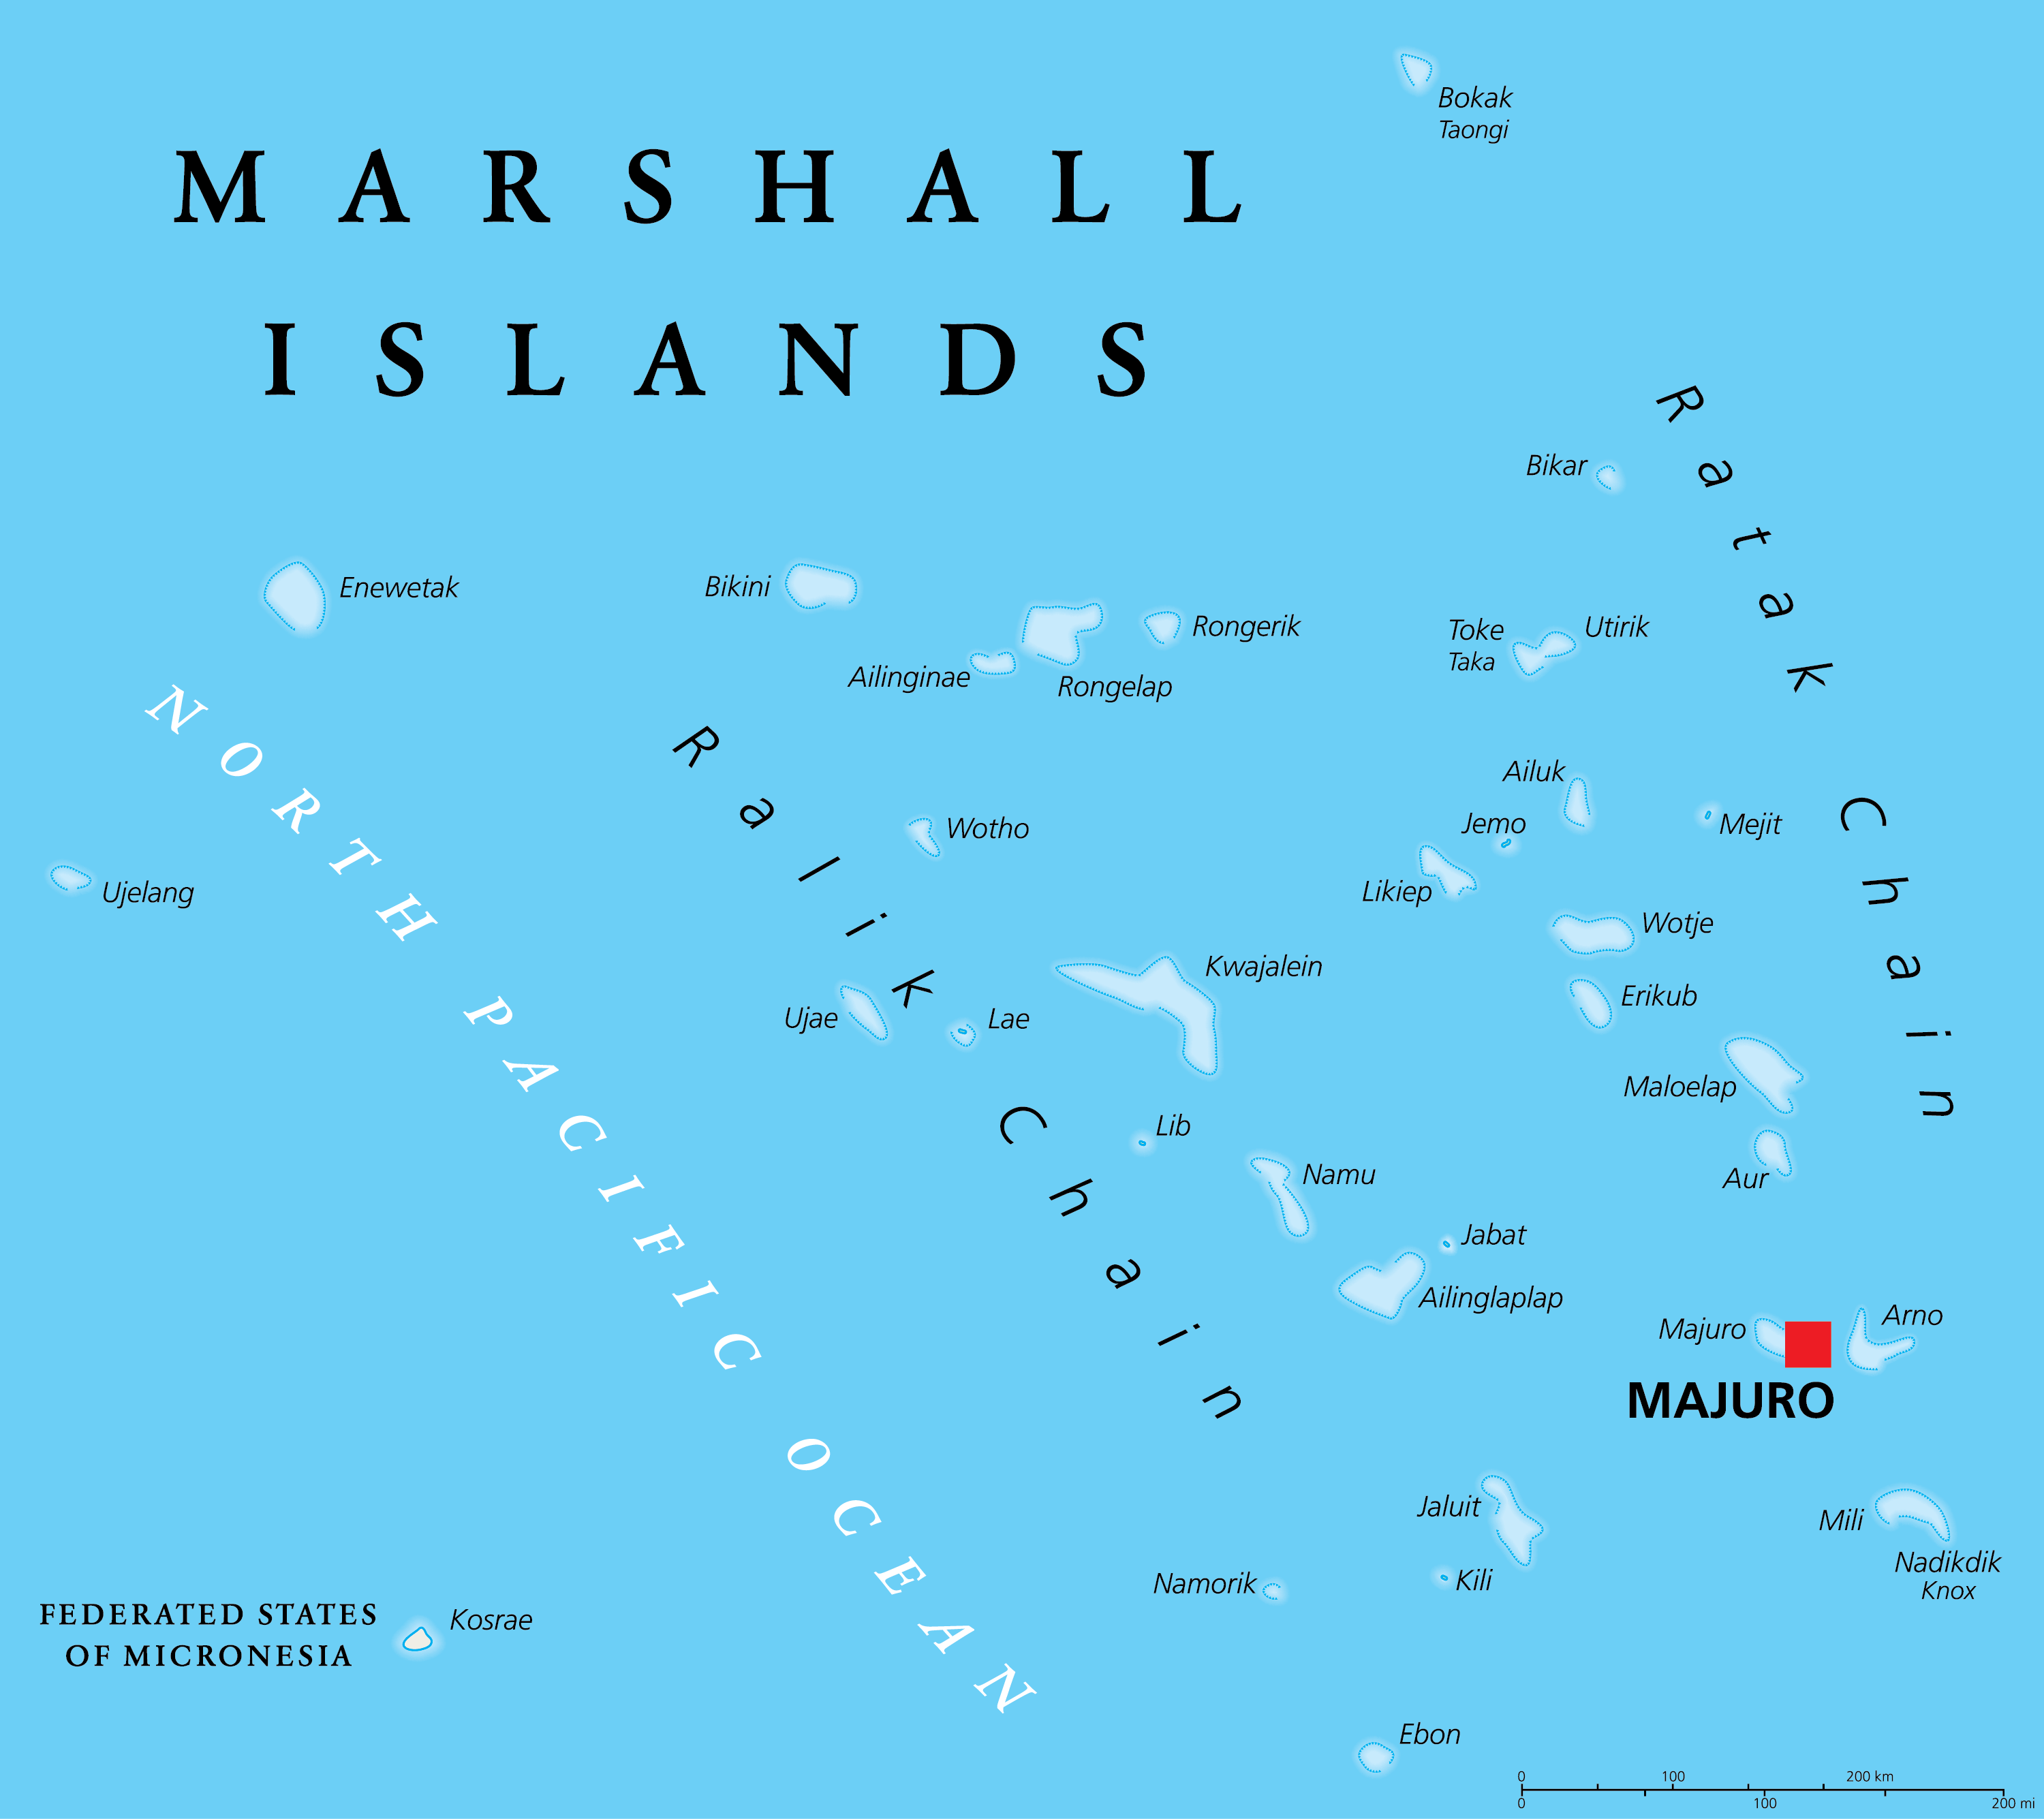 Bokak
Taongi
MARSHALL
ISLANDS
Ratak Chain
Bikar
Enewetak
Bikini
Rongerik
Ailinginae
Rongelap
Toke
Taka
Utirik
NORTH PACIFIC OCEAN
Ralik Chain
Ailuk
Jemo
Mejit
Wotho
Likiep
Ujelang
Wotje
Kwajalein
Erikub
Ujae
Lae
Maloelap
Lib
Namu
Aur
Jabat
Ailinglaplap
Majuro
Arno
MAJURO
Jaluit
Mili
Nadikdik
Knox
Namorik
Kili
FEDERATED STATES
OF MICRONESIA
Kosrae
Ebon
0 100 200 km
0 100 200 mi